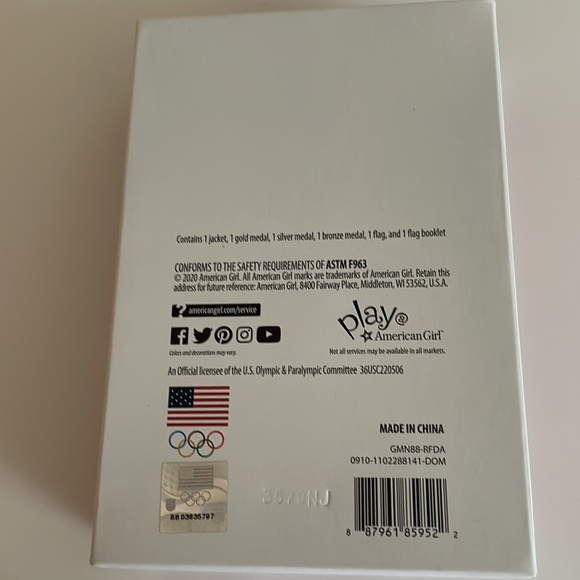 Contains 1 jacket, 1 gold medal, 1 silver medal, 1 bronze medal, 1 flag, and 1 flag booklet
CONFORMS TO THE SAFETY REQUIREMENTS OF ASTM F963
© 2020 American Girl. All American Girl marks are trademarks of American Girl. Retain this
address for future reference: American Girl, 8400 Fairway Place, Middleton, WI 53562, U.S.A.
? americangirl.com/service
Colors and decorations may vary.
play@
American Girl™
Not all services may be available in all markets.
An Official licensee of the U.S. Olympic & Paralympic Committee 36USC220506
MADE IN CHINA
GMN88-RFDA
0910-1102288141-DOM
8 87961 85952 2